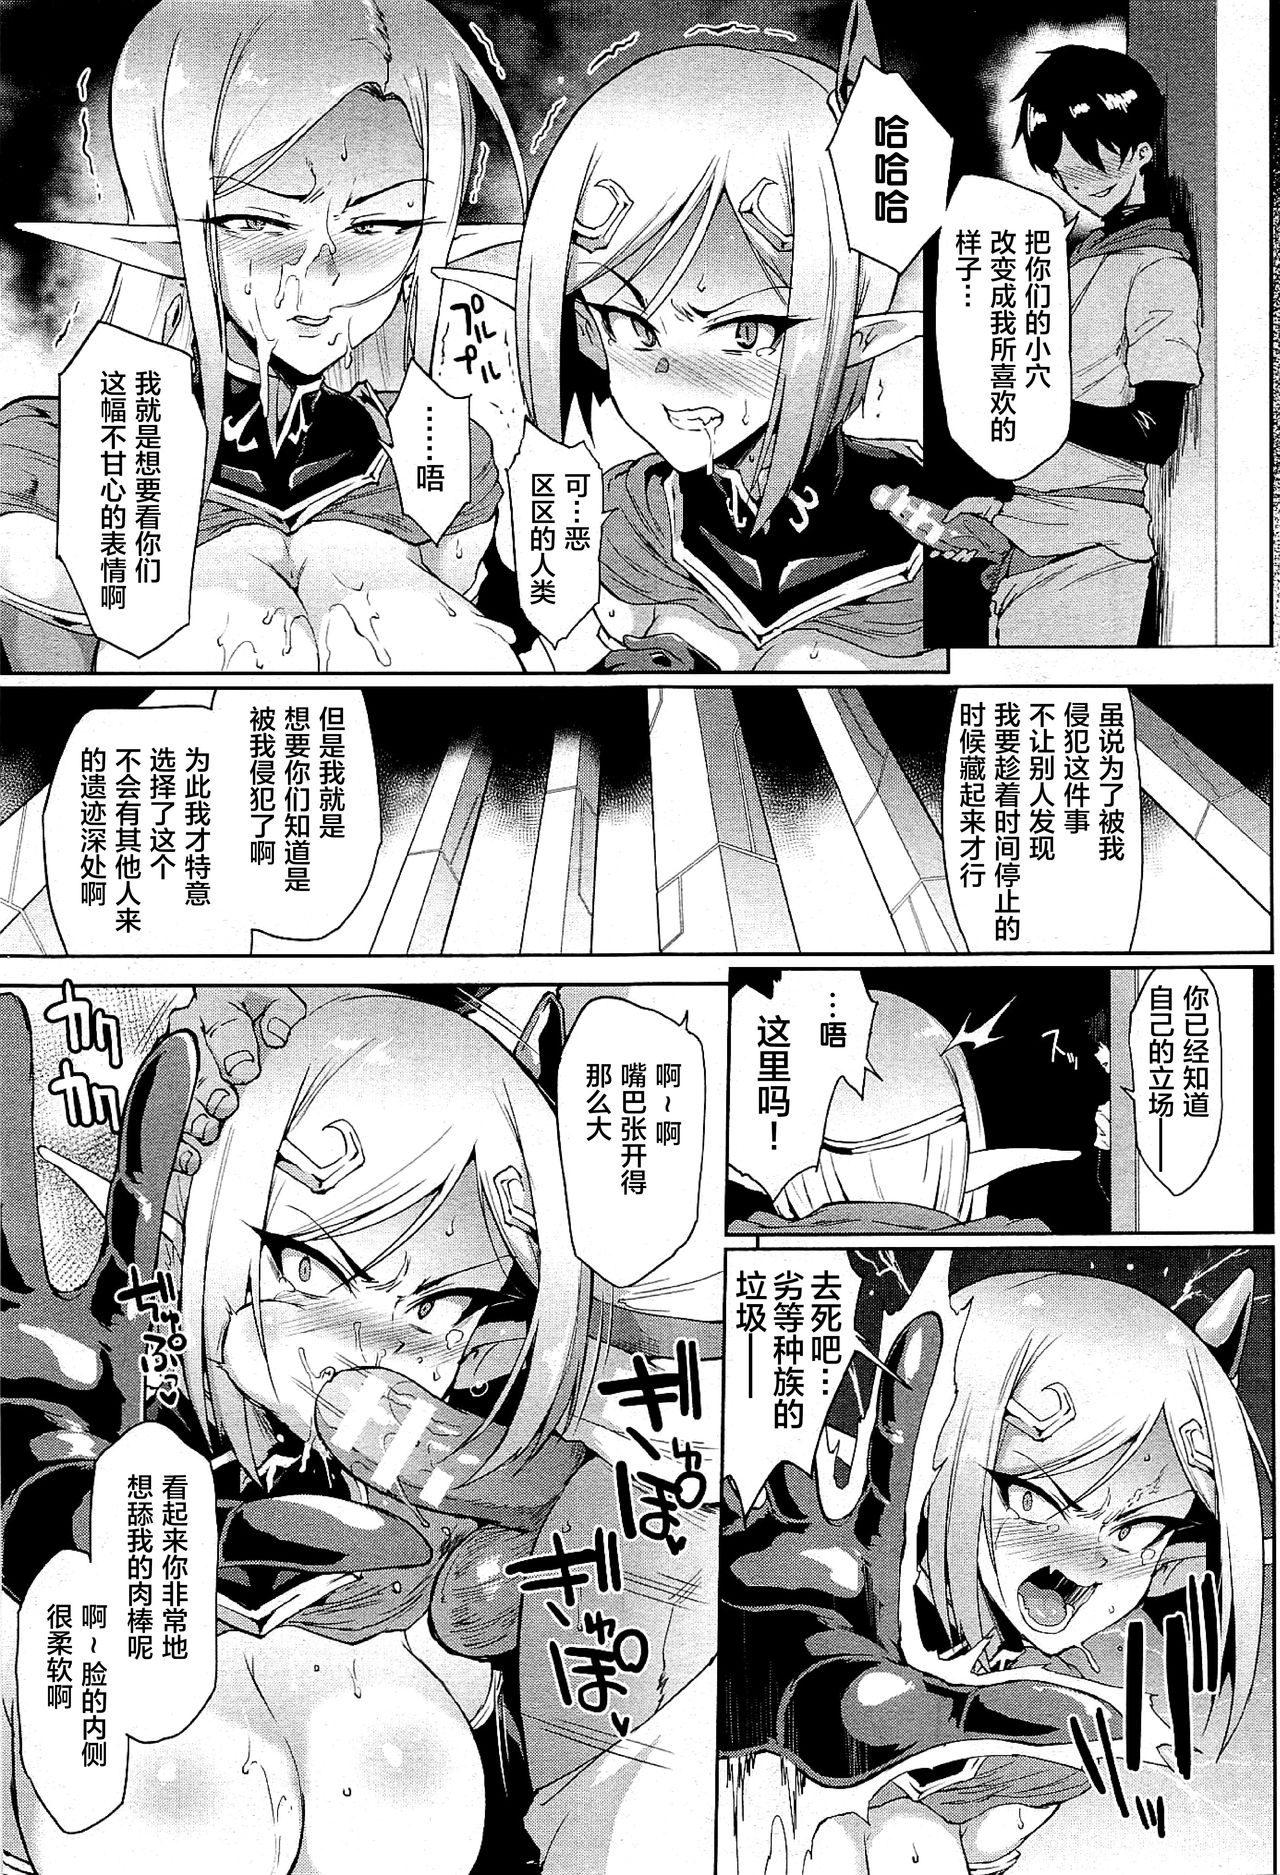 把你们的小穴
改变成我所喜欢的
样子…
哈哈哈
可…恶
区区的人类
プルプル
プル
……唔
我就是想要看你们
这幅不甘心的表情啊
虽说为了被我
侵犯这件事
不让别人发现
我要趁着时间停止的
时候藏起来才行
但是我就是
想要你们知道是
被我侵犯了啊
为此我才特意
选择了这个
不会有其他人来
的遗迹深处啊
你已经知道
自己的立场——
スッ
…唔
这里吗！
去死吧…
劣等种族的
垃圾——
啊～啊
嘴巴张开得
那么大
ガク
ガク
ぢゅぷっ
ぎゅぽ
ぎゅぽ
看起来你非常地
想舔我的肉棒呢
啊～脸的内侧
很柔软啊